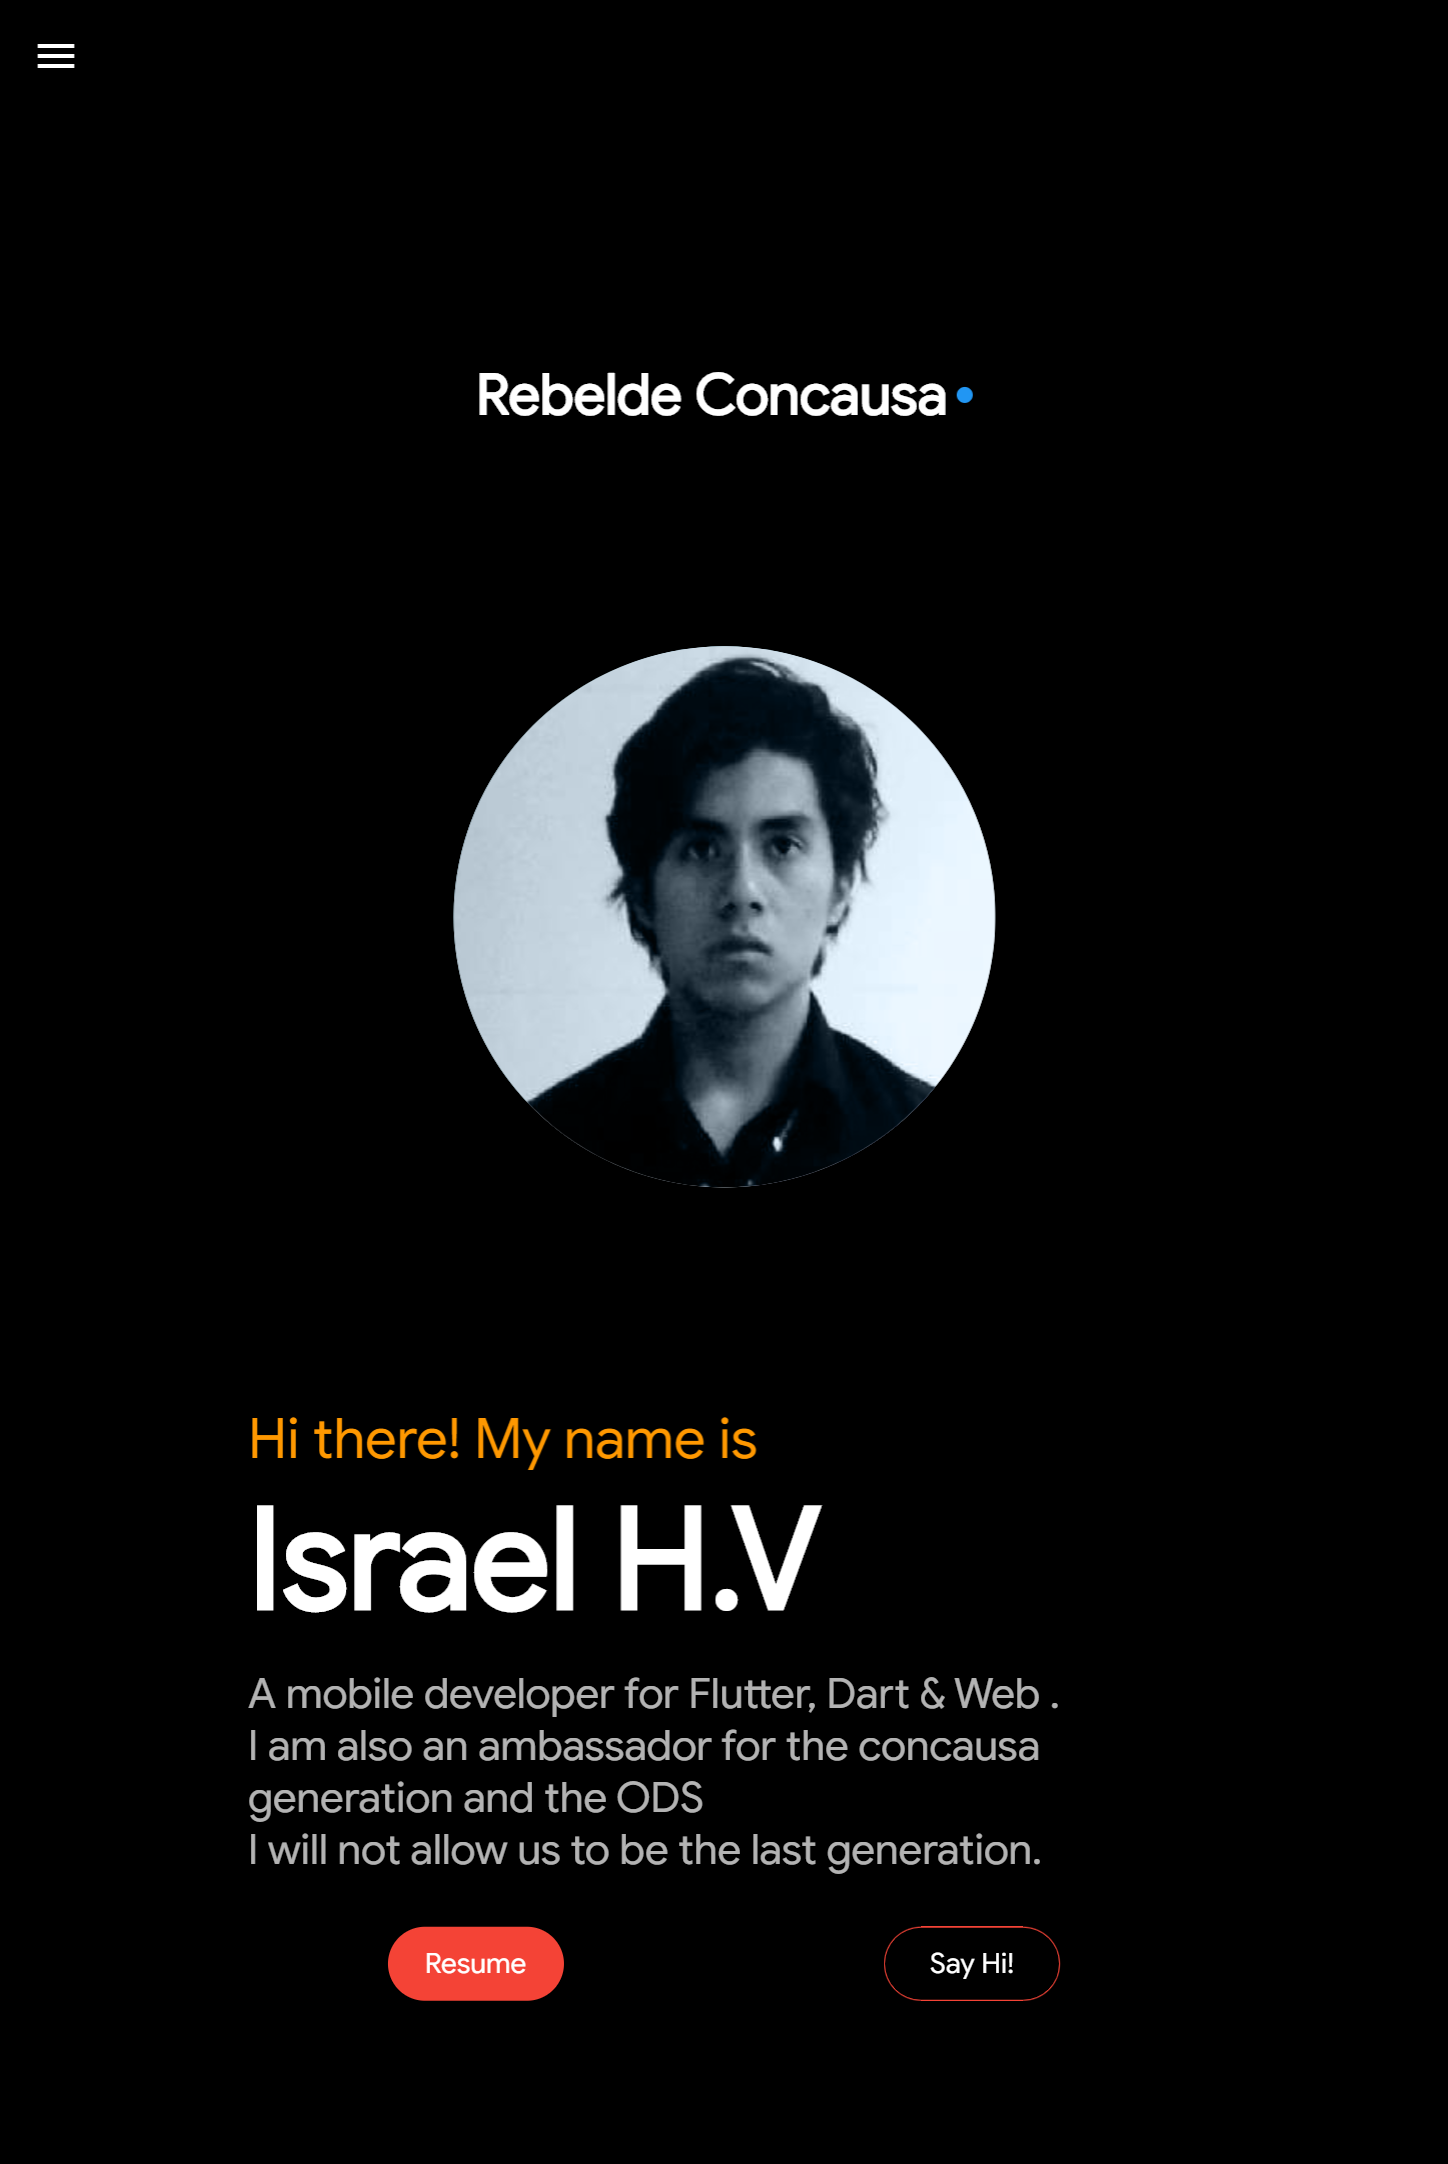 Rebelde Concausa
Hi there! My name is
Israel H.V
A mobile developer for Flutter, Dart & Web .
I am also an ambassador for the concausa
generation and the ODS
I will not allow us to be the last generation.
Resume
Say Hi!